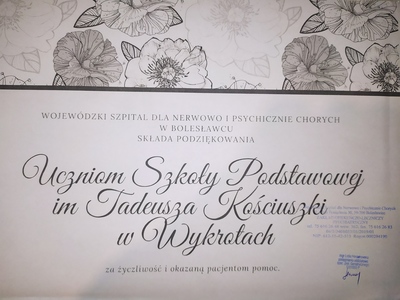 WOJEWÓDZKI SZPITAL DLA NERWOWO I PSYCHICZNIE CHORYCH
W BOLESŁAWCU
SKŁADA PODZIĘKOWANIA
Uczniom Szkoły Podstawowej
im Tadeusza Kościuszki
w Wykrotach
za życzliwość i okazaną pacjentom pomoc.